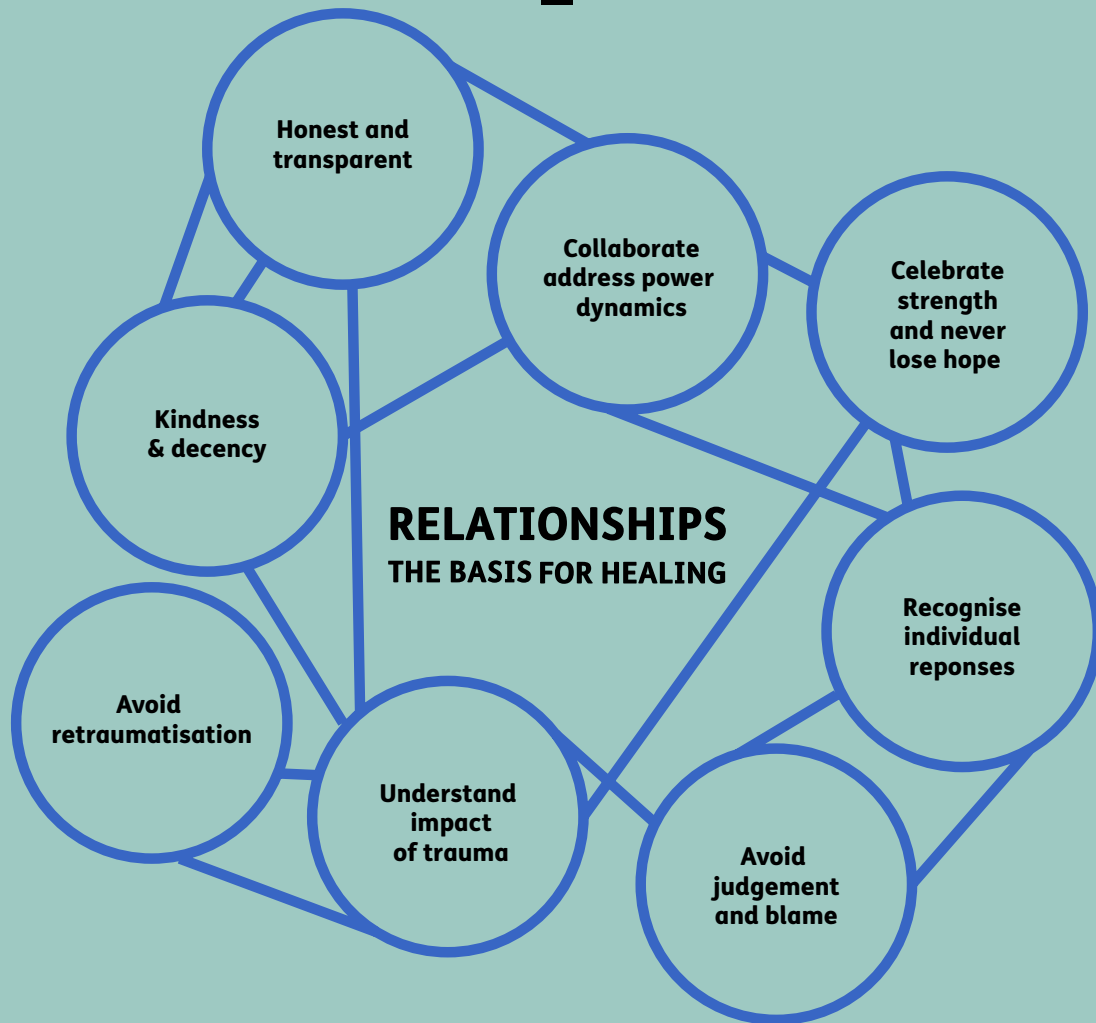 Honest and
transparent
Collaborate
address power
dynamics
Celebrate
strength
and never
lose hope
Kindness
& decency
RELATIONSHIPS
THE BASIS FOR HEALING
Recognise
individual
reponses
Avoid
retraumatisation
Understand
impact
of trauma
Avoid
judgement
and blame